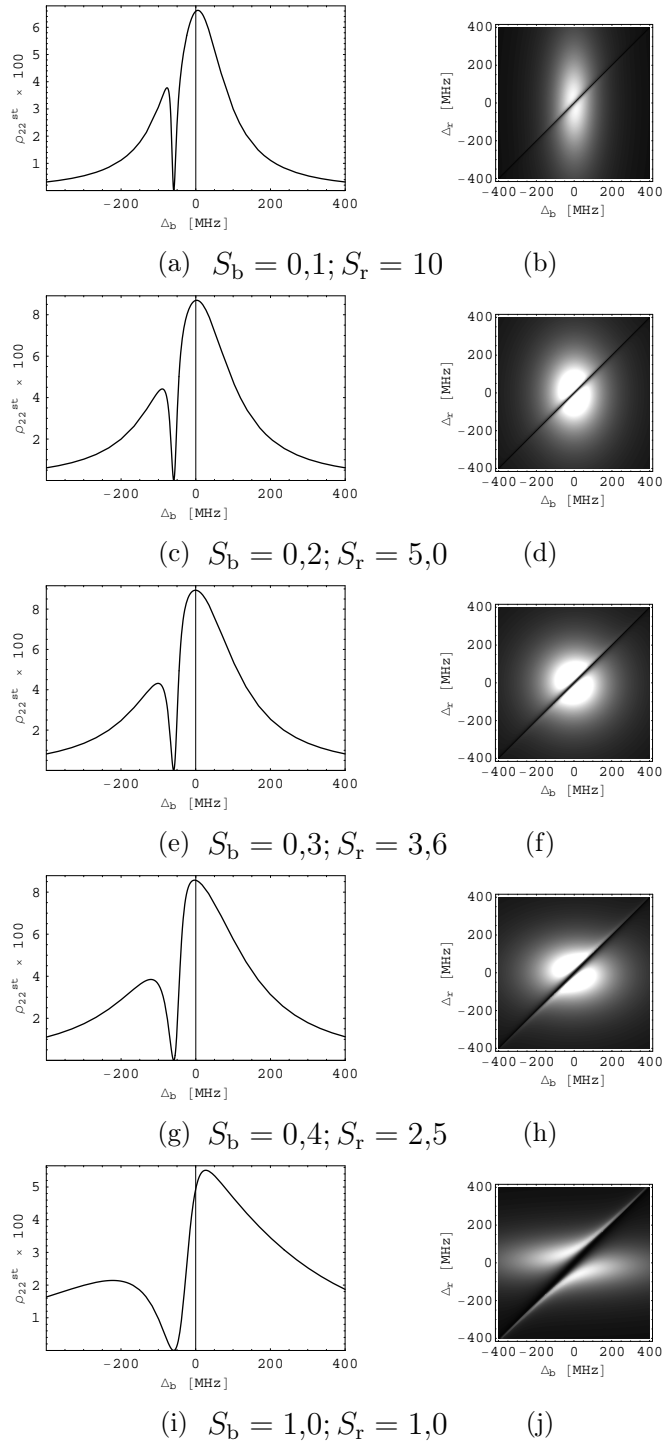 ρ₂₂ˢᵗ × 100
6
5
4
3
2
1
-200 0 200 400
Δb [MHz]
Δr [MHz]
400
200
0
-200
-400
-400 -200 0 200 400
Δb [MHz]
(a) Sb = 0,1; Sr = 10 (b)
ρ₂₂ˢᵗ × 100
8
6
4
2
-200 0 200 400
Δb [MHz]
Δr [MHz]
400
200
0
-200
-400
-400 -200 0 200 400
Δb [MHz]
(c) Sb = 0,2; Sr = 5,0 (d)
ρ₂₂ˢᵗ × 100
8
6
4
2
-200 0 200 400
Δb [MHz]
Δr [MHz]
400
200
0
-200
-400
-400 -200 0 200 400
Δb [MHz]
(e) Sb = 0,3; Sr = 3,6 (f)
ρ₂₂ˢᵗ × 100
8
6
4
2
-200 0 200 400
Δb [MHz]
Δr [MHz]
400
200
0
-200
-400
-400 -200 0 200 400
Δb [MHz]
(g) Sb = 0,4; Sr = 2,5 (h)
ρ₂₂ˢᵗ × 100
5
4
3
2
1
-200 0 200 400
Δb [MHz]
Δr [MHz]
400
200
0
-200
-400
-400 -200 0 200 400
Δb [MHz]
(i) Sb = 1,0; Sr = 1,0 (j)